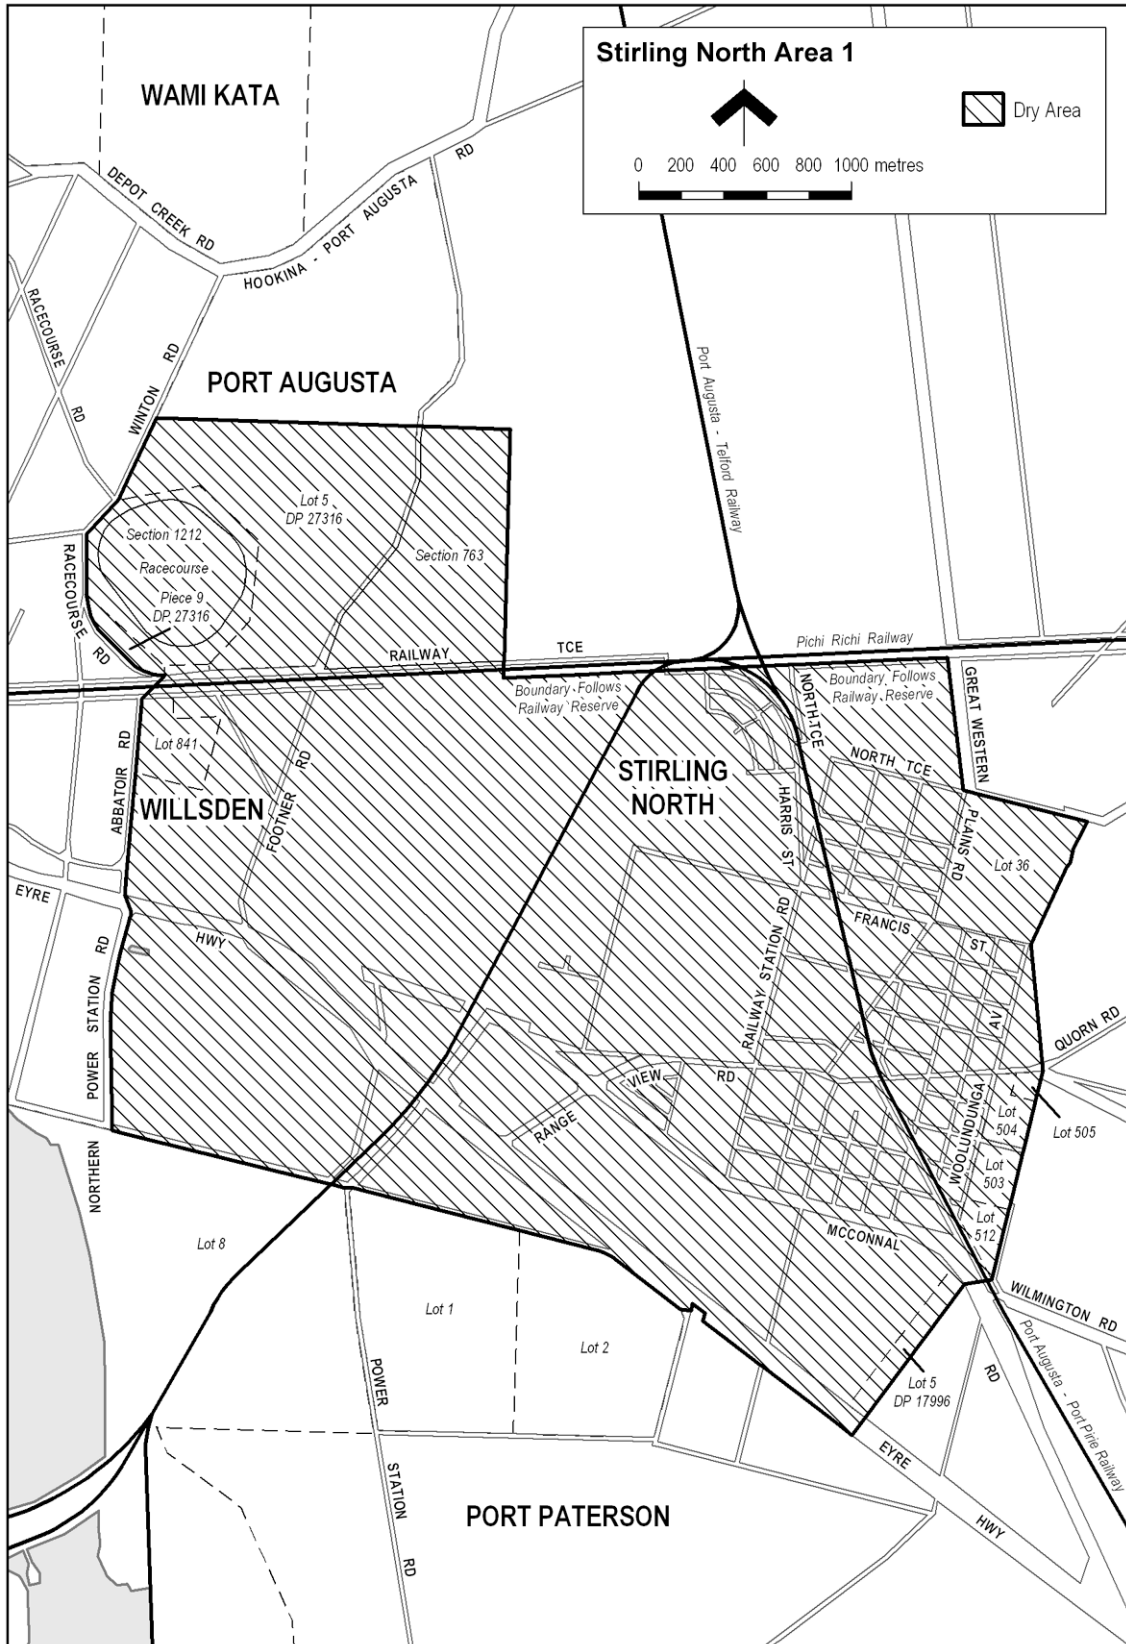 Stirling North Area 1
Dry Area
0 200 400 600 800 1000 metres
WAMI KATA
DEPOT CREEK RD
HOOKINA - PORT AUGUSTA RD
RACECOURSE RD
WINTON RD
PORT AUGUSTA
Port Augusta - Telford Railway
Lot 5
DP 27316
Section 1212
Racecourse
Section 763
Piece 9
DP 27316
RACECOURSE RD
RAILWAY TCE
Pichi Richi Railway
Boundary Follows
Railway Reserve
Boundary Follows
Railway Reserve
NORTH TCE
GREAT WESTERN
PLAINS RD
Lot 841
ABBATOIR RD
WILLSDEN
FOOTNER RD
STIRLING
NORTH
NORTH TCE
HARRIS ST
Lot 36
EYRE HWY
FRANCIS ST
RAILWAY STATION RD
POWER STATION RD
NORTHERN
QUORN RD
WOOLUNDUNGA AV
VIEW RD
RANGE
L
Lot
504
Lot 505
Lot
503
Lot
512
MCCONNAL RD
Lot 8
WILMINGTON RD
Lot 1
Lot 2
Lot 5
DP 17996
Port Augusta - Port Pirie Railway
POWER STATION RD
EYRE HWY
PORT PATERSON